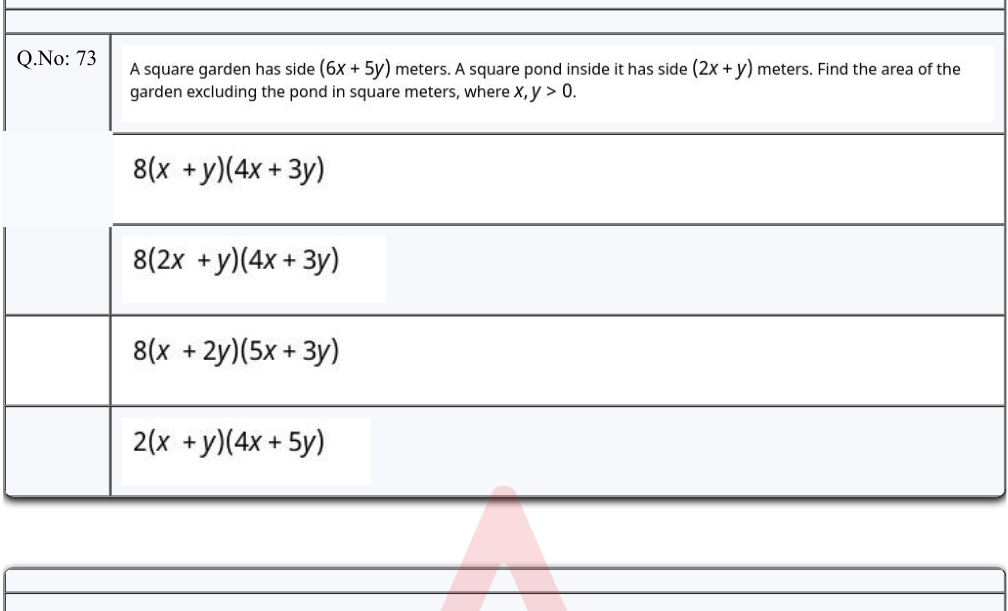 Q.No: 73
A square garden has side (6x + 5y) meters. A square pond inside it has side (2x + y) meters. Find the area of the
garden excluding the pond in square meters, where x, y > 0.
8(x + y)(4x + 3y)
8(2x + y)(4x + 3y)
8(x + 2y)(5x + 3y)
2(x + y)(4x + 5y)